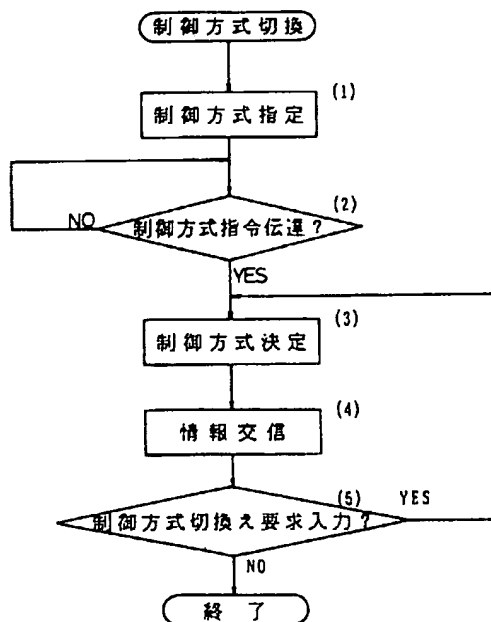 制御方式切換
(1)
制御方式指定
(2)
制御方式指令伝達?
NO
YES
(3)
制御方式決定
(4)
情報交信
(5)
制御方式切換え要求入力?
YES
NO
終了